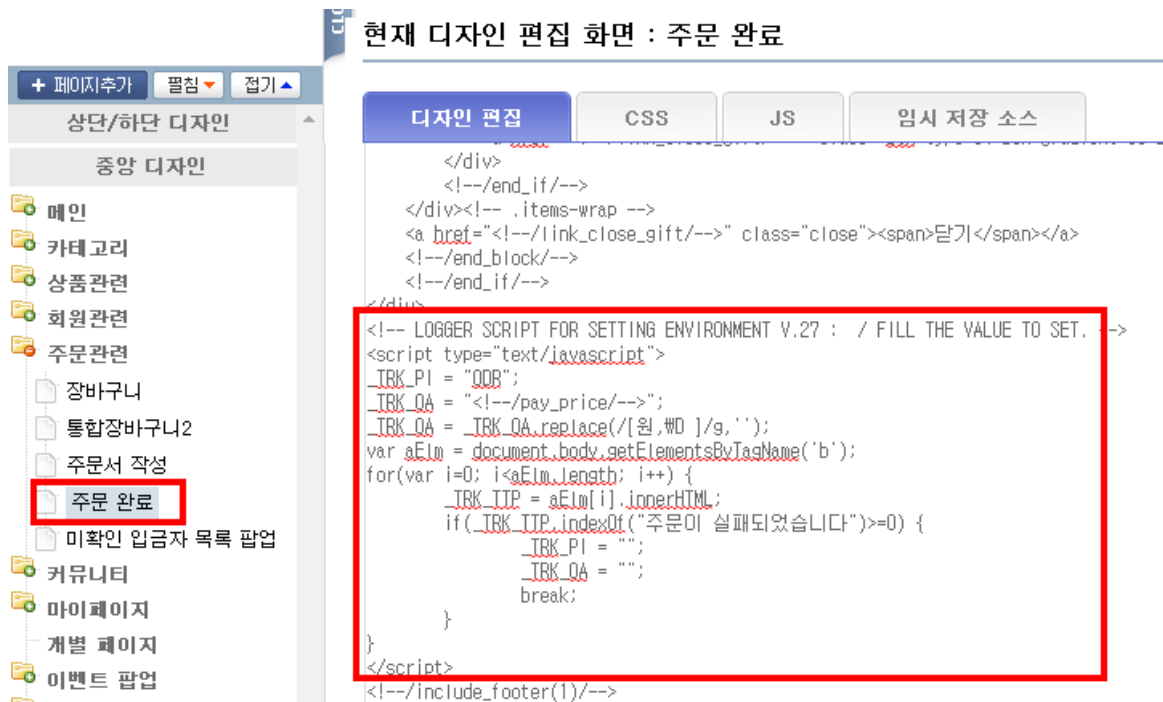 CLO
현재 디자인 편집 화면 : 주문 완료
+ 페이지추가 펼침 접기
상단/하단 디자인
중앙 디자인
메인
카테고리
상품관련
회원관련
주문관련
장바구니
통합장바구니2
주문서 작성
주문 완료
미확인 입금자 목록 팝업
커뮤니티
마이페이지
개별 페이지
이벤트 팝업
디자인 편집 CSS JS 임시 저장 소스
</div>
<!--/end_if/-->
</div><!-- .items-wrap -->
<a href="<!--/link_close_gift/-->" class="close"><span>닫기</span></a>
<!--/end_block/-->
<!--/end_if/-->
</div>
<!-- LOGGER SCRIPT FOR SETTING ENVIRONMENT V.27 :  / FILL THE VALUE TO SET. -->
<script type="text/javascript">
_TRK_PI = "ODR";
_TRK_OA = "<!--/pay_price/-->";
_TRK_OA = _TRK_OA.replace(/[원,₩D ]/g,'');
var aElm = document.body.getElementsByTagName('b');
for(var i=0; i<aElm.length; i++) {
_TRK_TTP = aElm[i].innerHTML;
if(_TRK_TTP.indexOf("주문이 실패되었습니다")>=0) {
_TRK_PI = "";
_TRK_OA = "";
break;
}
}
</script>
<!--/include_footer(1)/-->